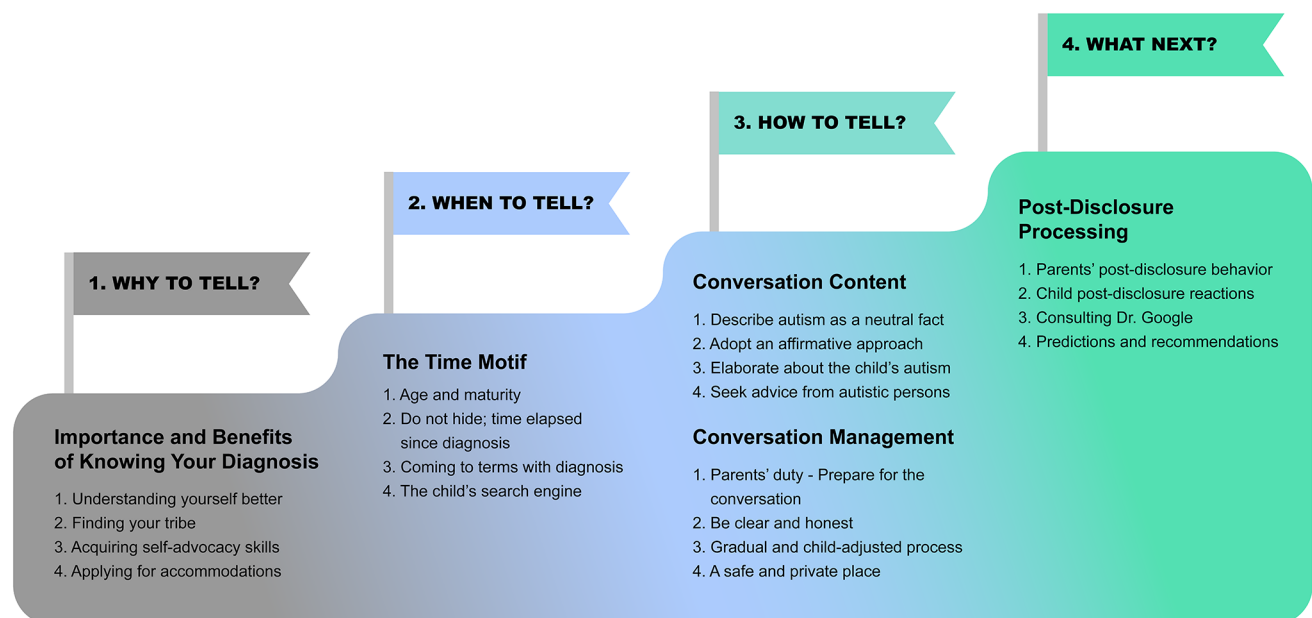 1. WHY TO TELL?
Importance and Benefits
of Knowing Your Diagnosis
1. Understanding yourself better
2. Finding your tribe
3. Acquiring self-advocacy skills
4. Applying for accommodations
2. WHEN TO TELL?
The Time Motif
1. Age and maturity
2. Do not hide; time elapsed
since diagnosis
3. Coming to terms with diagnosis
4. The child's search engine
3. HOW TO TELL?
Conversation Content
1. Describe autism as a neutral fact
2. Adopt an affirmative approach
3. Elaborate about the child's autism
4. Seek advice from autistic persons
Conversation Management
1. Parents' duty - Prepare for the
conversation
2. Be clear and honest
3. Gradual and child-adjusted process
4. A safe and private place
4. WHAT NEXT?
Post-Disclosure
Processing
1. Parents' post-disclosure behavior
2. Child post-disclosure reactions
3. Consulting Dr. Google
4. Predictions and recommendations